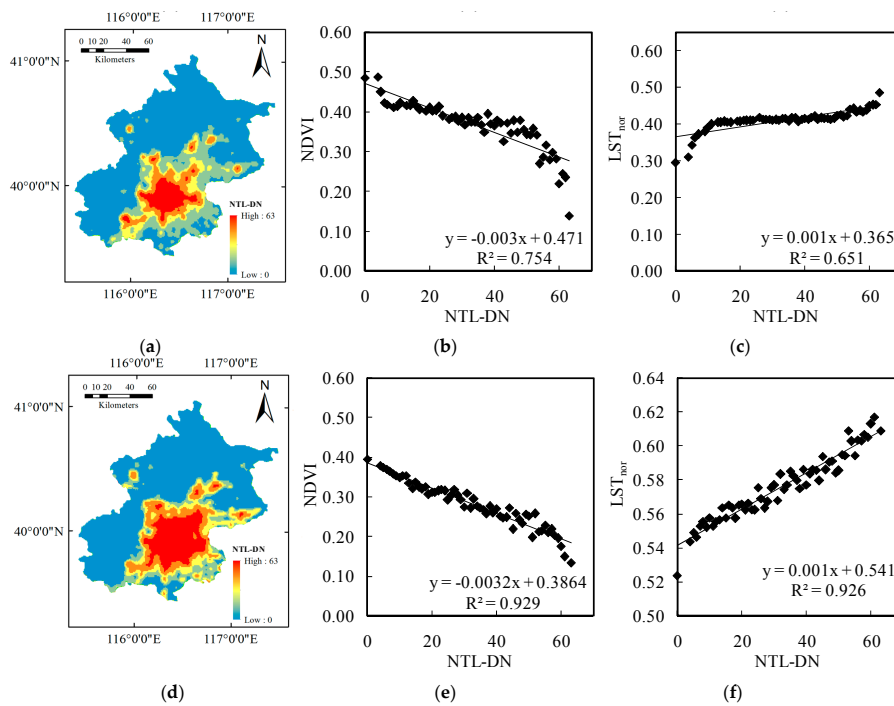 116°0'0"E 117°0'0"E
0 10 20 40 60
Kilometers
N
41°0'0"N
40°0'0"N
NTL-DN
High : 63
Low : 0
116°0'0"E 117°0'0"E
(a)
0.60
0.50
0.40
0.30
0.20
0.10
0.00
NDVI
y = -0.003x + 0.471
R² = 0.754
0 20 40 60
NTL-DN
(b)
0.60
0.50
0.40
0.30
0.20
0.10
0.00
LSTnor
y = 0.001x + 0.365
R² = 0.651
0 20 40 60
NTL-DN
(c)
116°0'0"E 117°0'0"E
0 10 20 40 60
Kilometers
N
41°0'0"N
40°0'0"N
NTL-DN
High : 63
Low : 0
116°0'0"E 117°0'0"E
(d)
0.60
0.50
0.40
0.30
0.20
0.10
0.00
NDVI
y = -0.0032x + 0.3864
R² = 0.929
0 20 40 60
NTL-DN
(e)
0.64
0.62
0.60
0.58
0.56
0.54
0.52
0.50
LSTnor
y = 0.001x + 0.541
R² = 0.926
0 20 40 60
NTL-DN
(f)